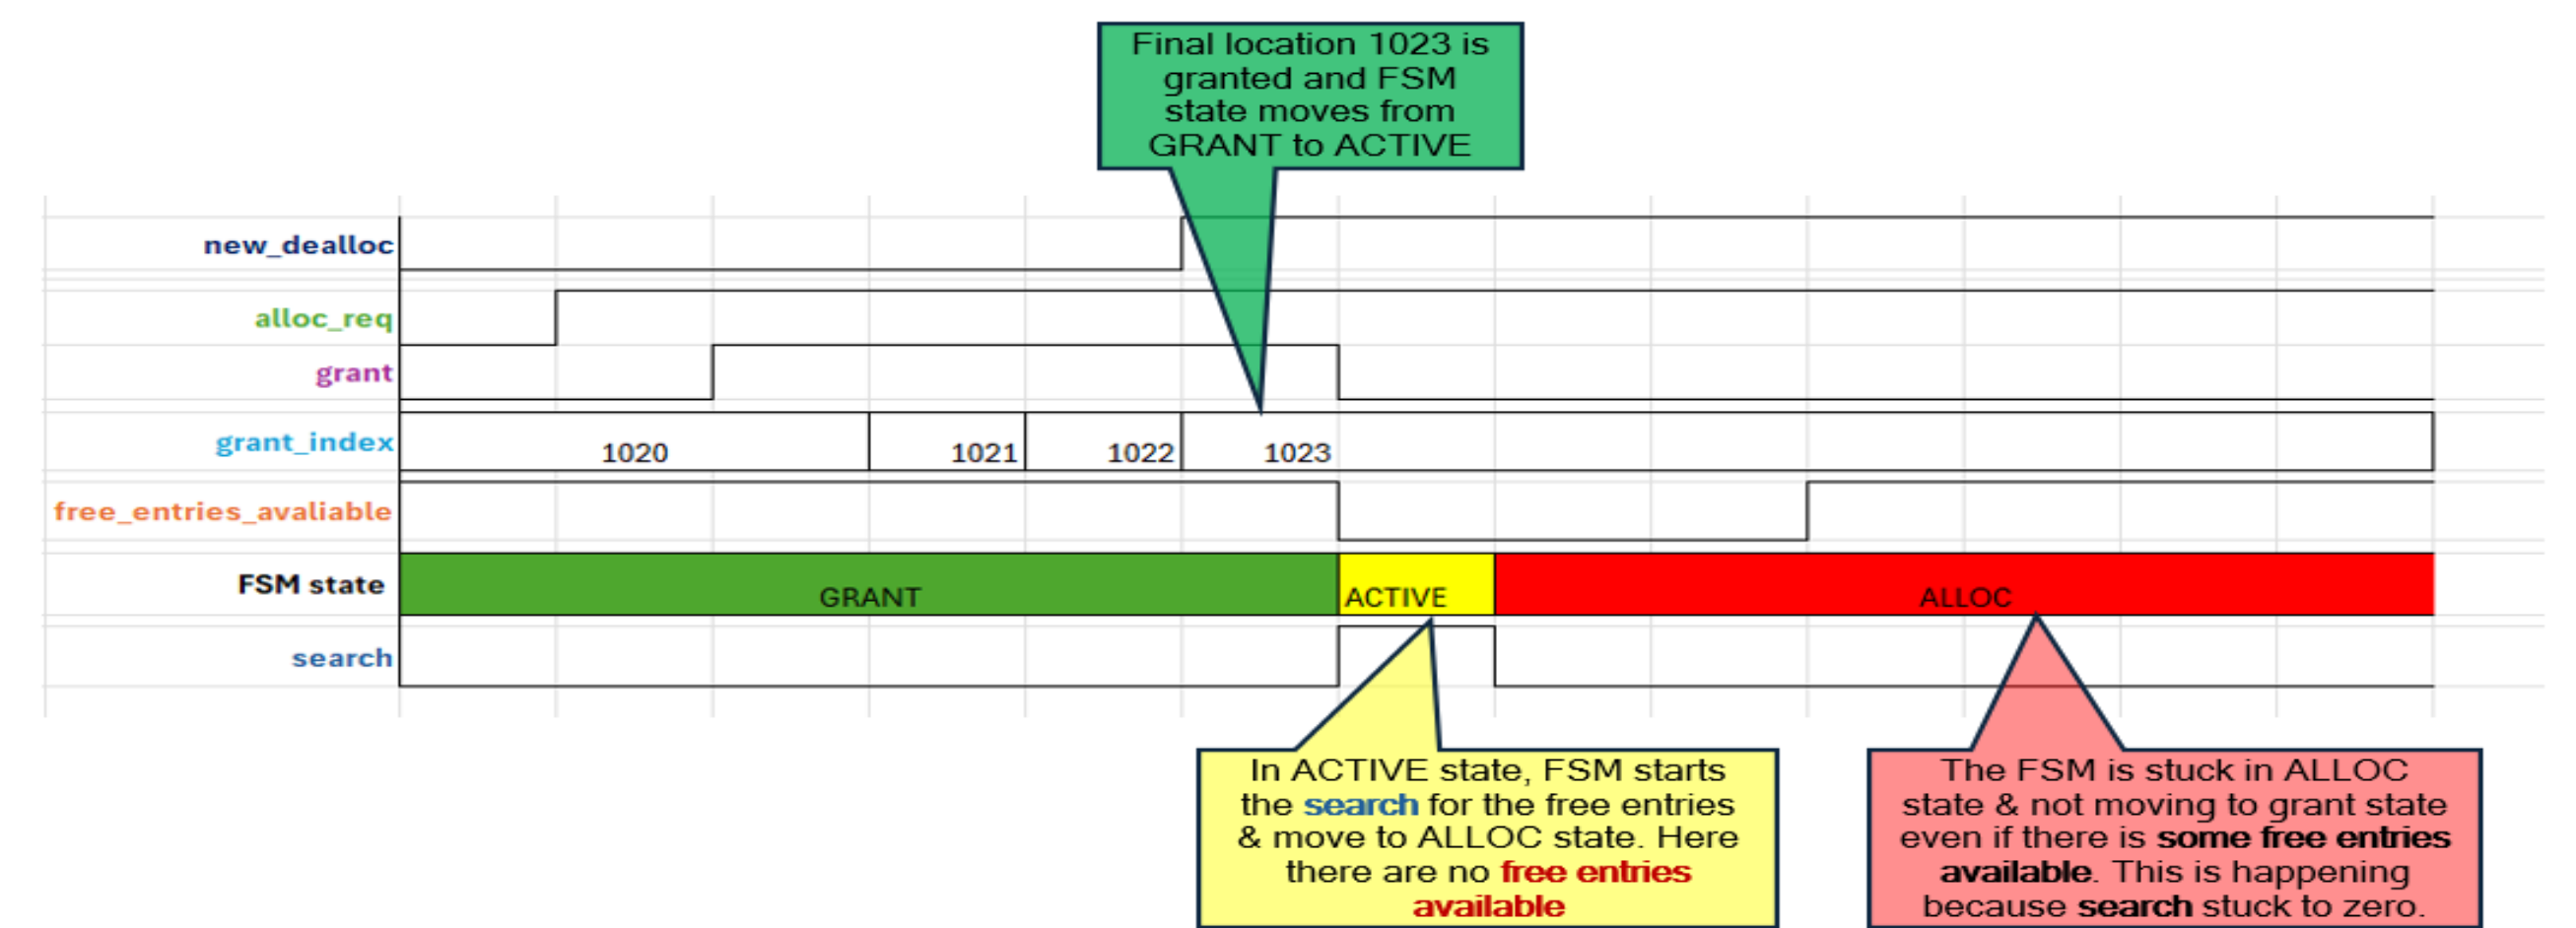 Final location 1023 is
granted and FSM
state moves from
GRANT to ACTIVE
new_dealloc
alloc_req
grant
grant_index
1020
1021
1022
1023
free_entries_avaliable
FSM state
GRANT
ACTIVE
ALLOC
search
In ACTIVE state, FSM starts
the search for the free entries
& move to ALLOC state. Here
there are no free entries
available
The FSM is stuck in ALLOC
state & not moving to grant state
even if there is some free entries
available. This is happening
because search stuck to zero.